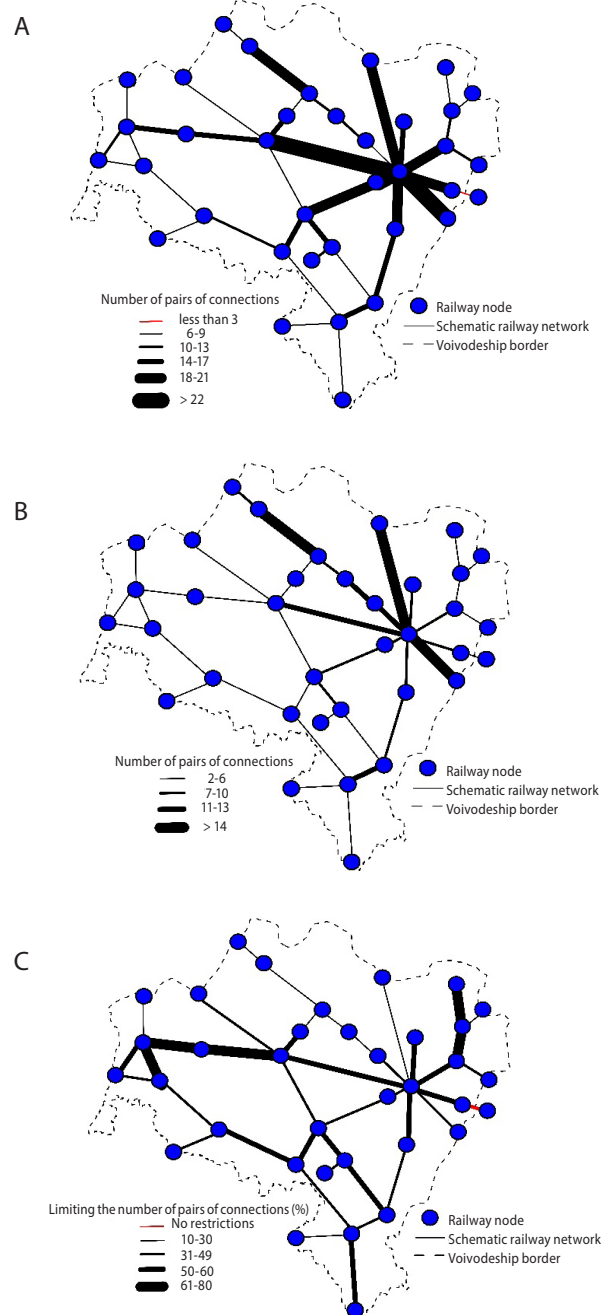 A
Number of pairs of connections
less than 3
6-9
10-13
14-17
18-21
> 22
Railway node
Schematic railway network
Voivodeship border
B
Number of pairs of connections
2-6
7-10
11-13
> 14
Railway node
Schematic railway network
Voivodeship border
C
Limiting the number of pairs of connections (%)
No restrictions
10-30
31-49
50-60
61-80
Railway node
Schematic railway network
Voivodeship border